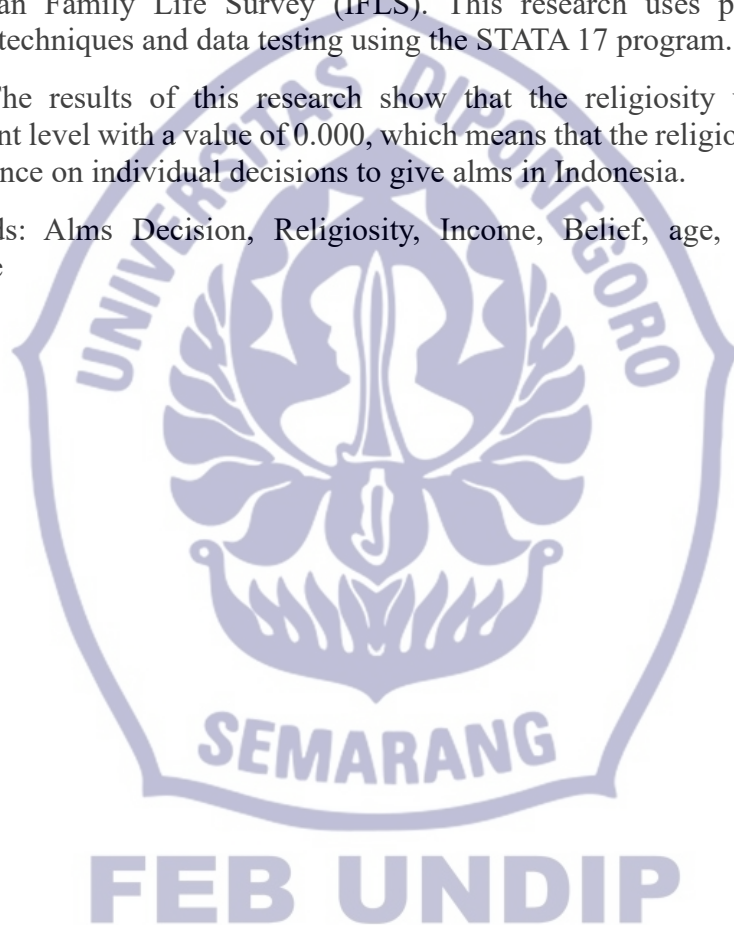 an Family Life Survey (IFLS). This research uses p
techniques and data testing using the STATA 17 program.
he results of this research show that the religiosity
nt level with a value of 0.000, which means that the religio
nce on individual decisions to give alms in Indonesia.
ds: Alms Decision, Religiosity, Income, Belief, age,
e
UNIVERSITAS DIPONEGORO
SEMARANG
FEB UNDIP